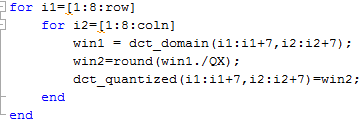 for i1=[1:8:row]
for i2=[1:8:coln]
win1 = dct_domain(i1:i1+7,i2:i2+7);
win2=round(win1./QX);
dct_quantized(i1:i1+7,i2:i2+7)=win2;
end
end